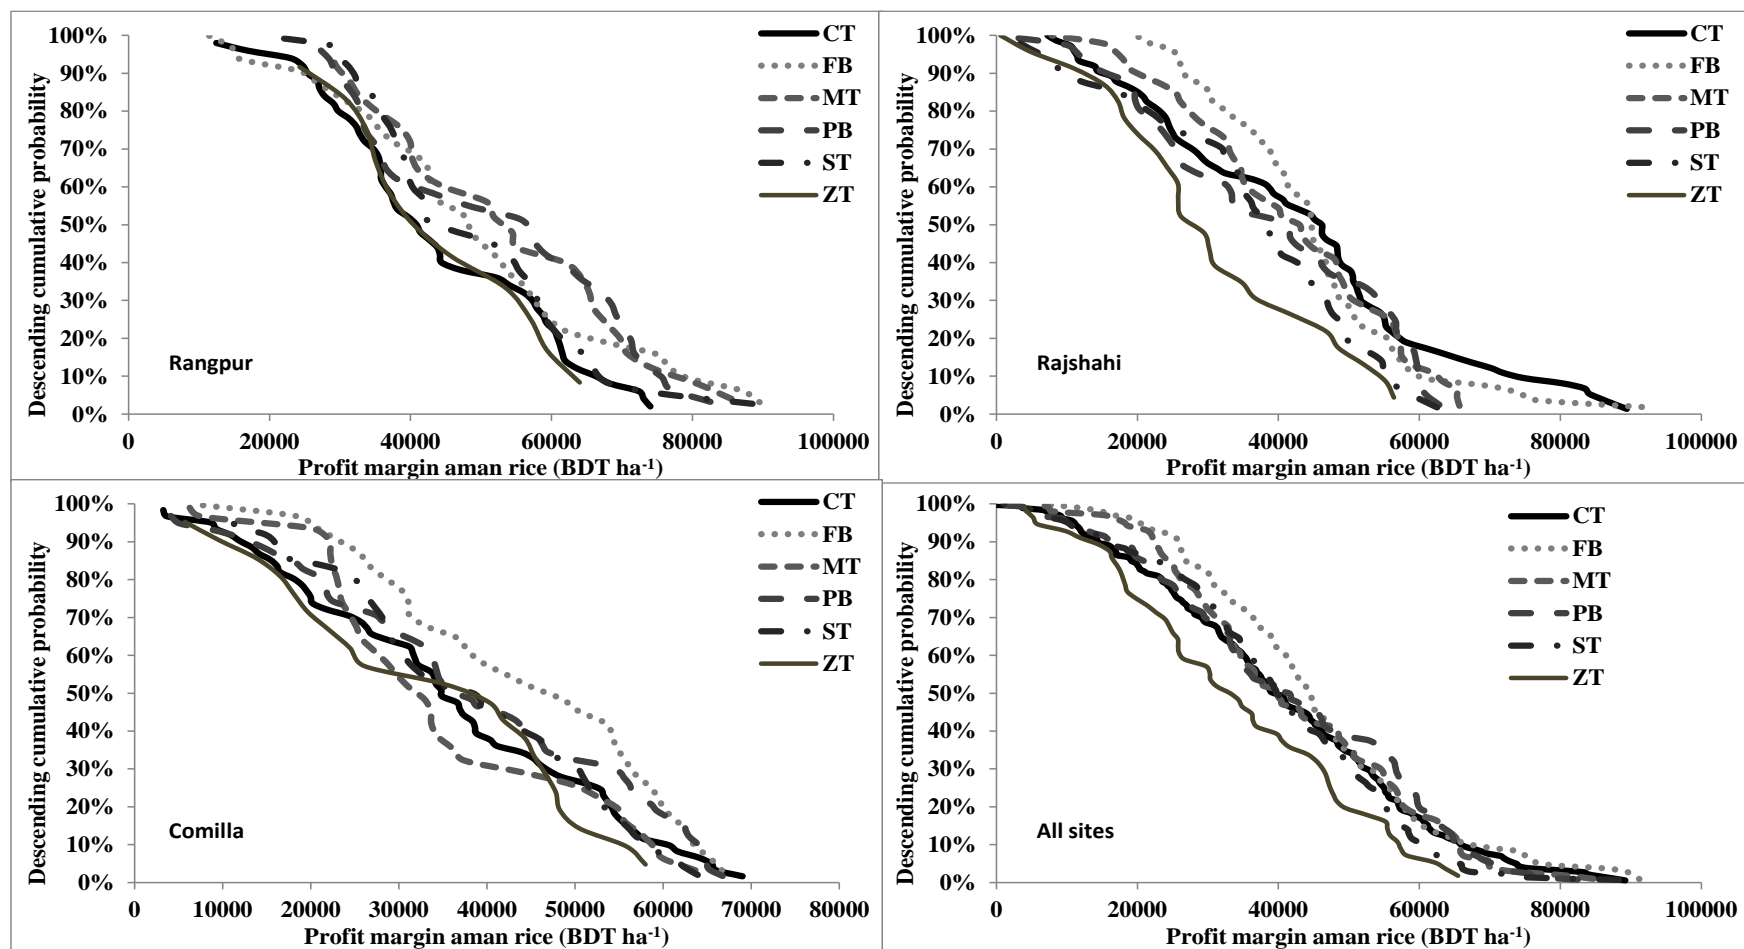 Descending cumulative probability
100%
90%
80%
70%
60%
50%
40%
30%
20%
10%
0%
CT
FB
MT
PB
ST
ZT
Rangpur
0 20000 40000 60000 80000 100000
Profit margin aman rice (BDT ha-1)
Descending cumulative probability
100%
90%
80%
70%
60%
50%
40%
30%
20%
10%
0%
CT
FB
MT
PB
ST
ZT
Rajshahi
0 20000 40000 60000 80000 100000
Profit margin aman rice (BDT ha-1)
Descending cumulative probability
100%
90%
80%
70%
60%
50%
40%
30%
20%
10%
0%
CT
FB
MT
PB
ST
ZT
Comilla
0 10000 20000 30000 40000 50000 60000 70000 80000
Profit margin aman rice (BDT ha-1)
Descending cumulative probability
100%
90%
80%
70%
60%
50%
40%
30%
20%
10%
0%
CT
FB
MT
PB
ST
ZT
All sites
0 20000 40000 60000 80000 100000
Profit margin aman rice (BDT ha-1)